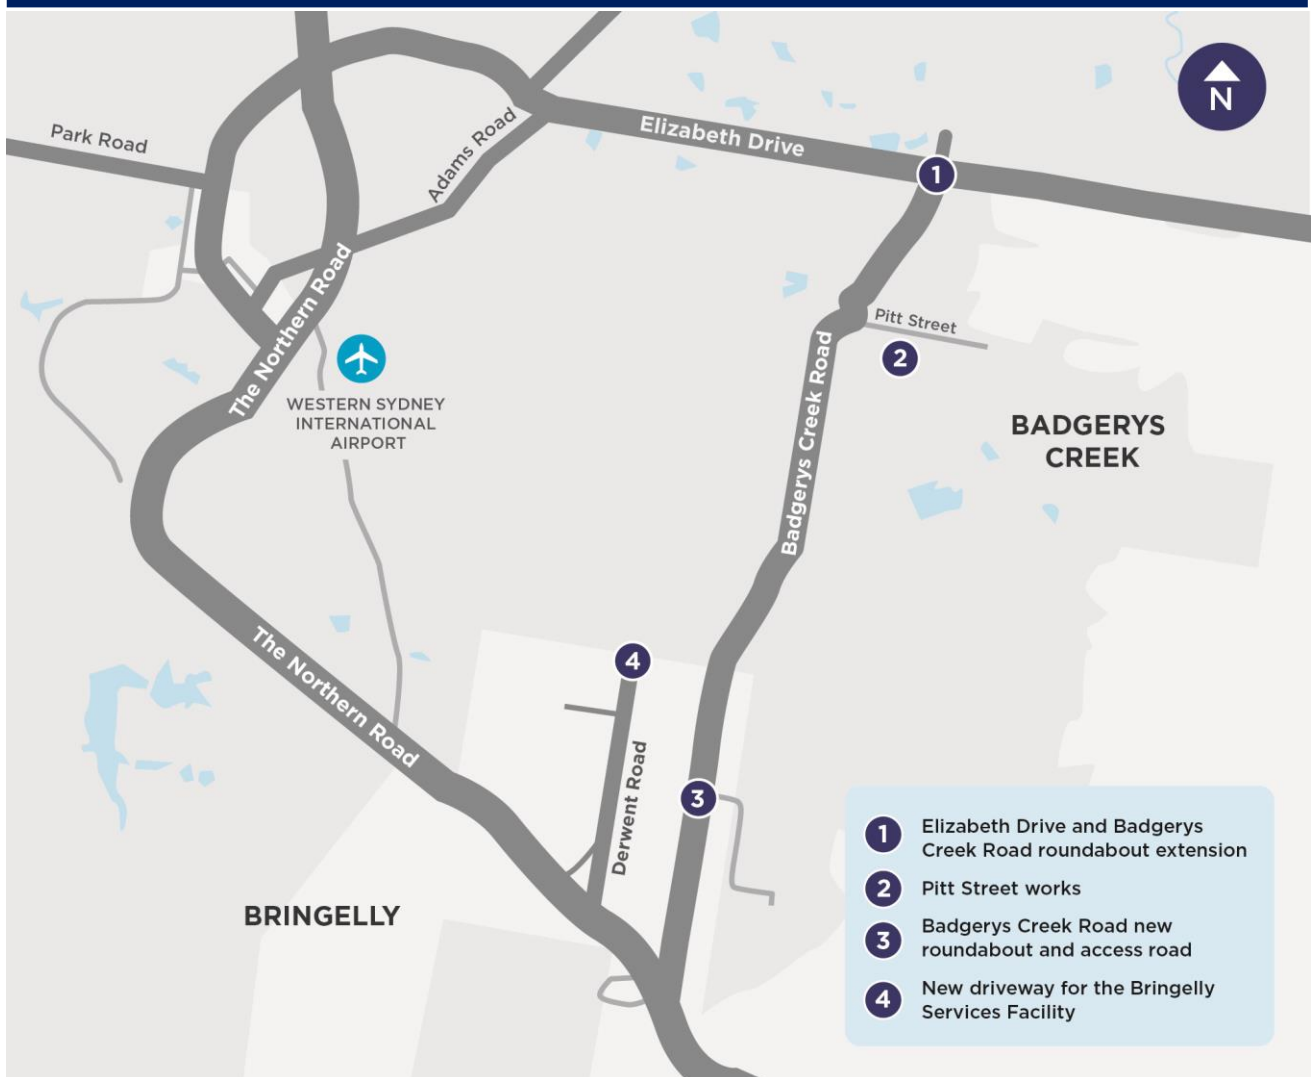 N
Park Road
Adams Road
Elizabeth Drive
1
The Northern Road
Pitt Street
2
WESTERN SYDNEY
INTERNATIONAL
AIRPORT
Badgerys Creek Road
BADGERYS
CREEK
The Northern Road
4
Derwent Road
3
BRINGELLY
1 Elizabeth Drive and Badgerys
Creek Road roundabout extension
2 Pitt Street works
3 Badgerys Creek Road new
roundabout and access road
4 New driveway for the Bringelly
Services Facility